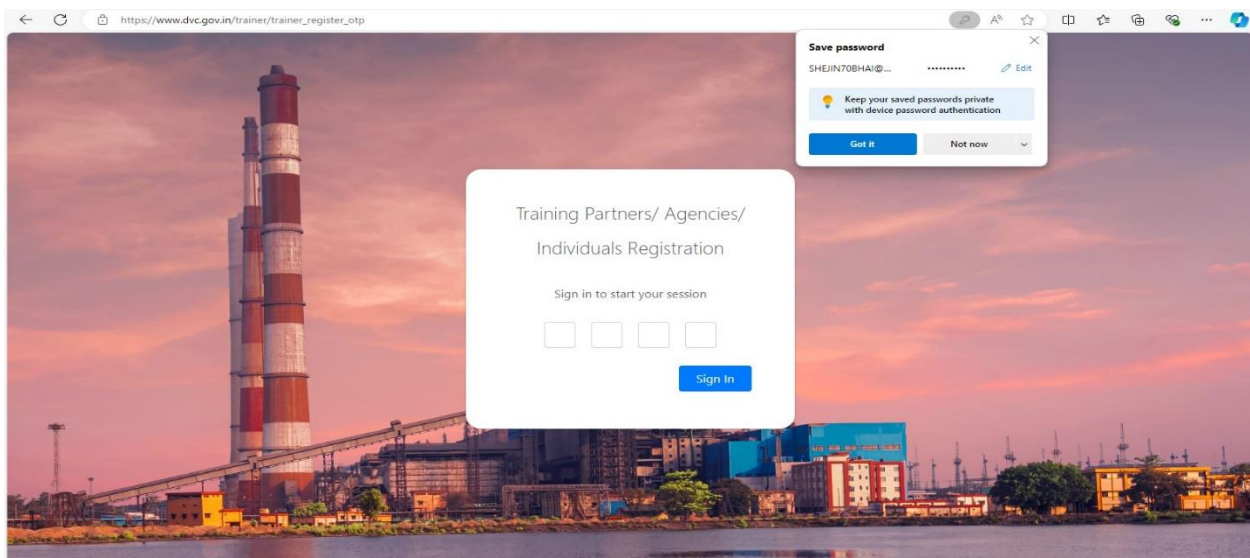 https://www.dvc.gov.in/trainer/trainer_register_otp
Save password
SHEJIN70BHAI@... •••••••••• Edit
Keep your saved passwords private
with device password authentication
Got it Not now
Training Partners/ Agencies/
Individuals Registration
Sign in to start your session
Sign In